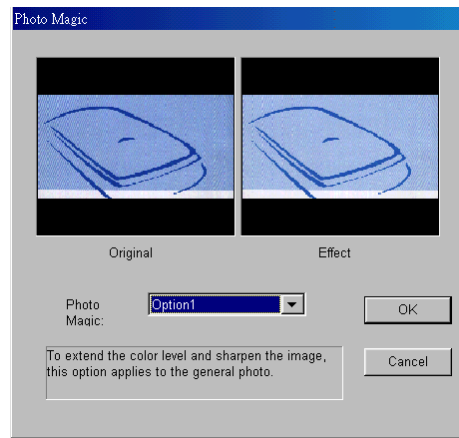 Photo Magic
Original
Effect
Photo
Magic:
Option1
OK
To extend the color level and sharpen the image,
this option applies to the general photo.
Cancel